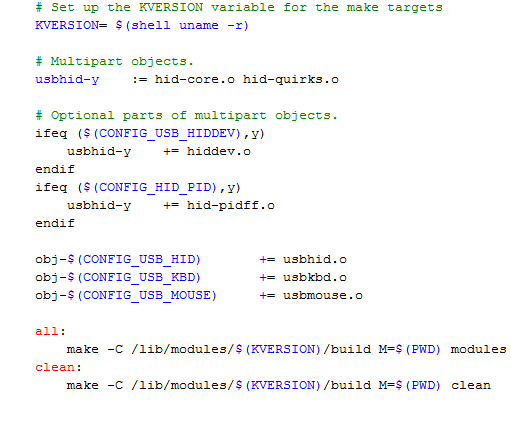 # Set up the KVERSION variable for the make targets
KVERSION= $(shell uname -r)
# Multipart objects.
usbhid-y    := hid-core.o hid-quirks.o
# Optional parts of multipart objects.
ifeq ($(CONFIG_USB_HIDDEV),y)
    usbhid-y    += hiddev.o
endif
ifeq ($(CONFIG_HID_PID),y)
    usbhid-y    += hid-pidff.o
endif
obj-$(CONFIG_USB_HID)       += usbhid.o
obj-$(CONFIG_USB_KBD)       += usbkbd.o
obj-$(CONFIG_USB_MOUSE)     += usbmouse.o
all:
    make -C /lib/modules/$(KVERSION)/build M=$(PWD) modules
clean:
    make -C /lib/modules/$(KVERSION)/build M=$(PWD) clean